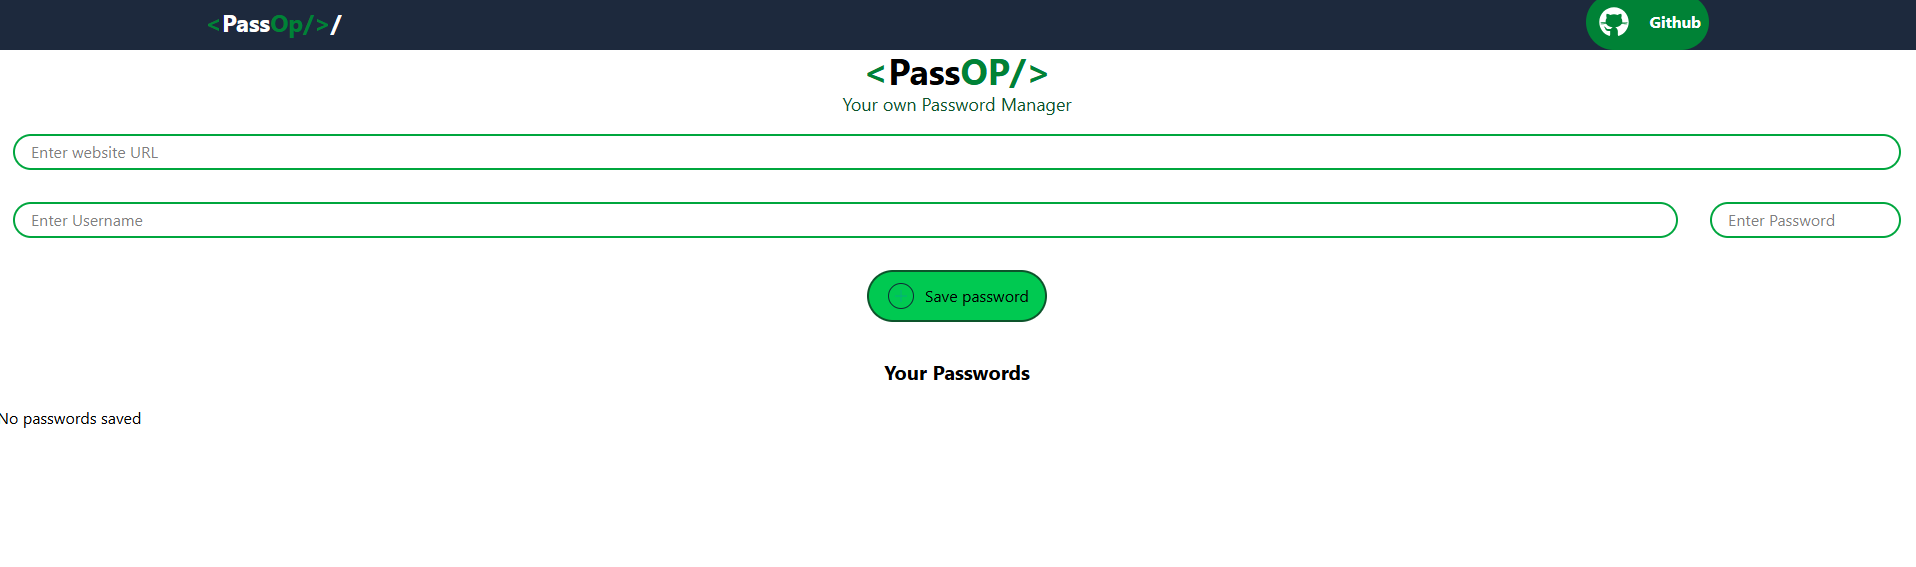 <PassOp/>/
Github
<PassOP/>
Your own Password Manager
Enter website URL
Enter Username
Enter Password
Save password
Your Passwords
No passwords saved